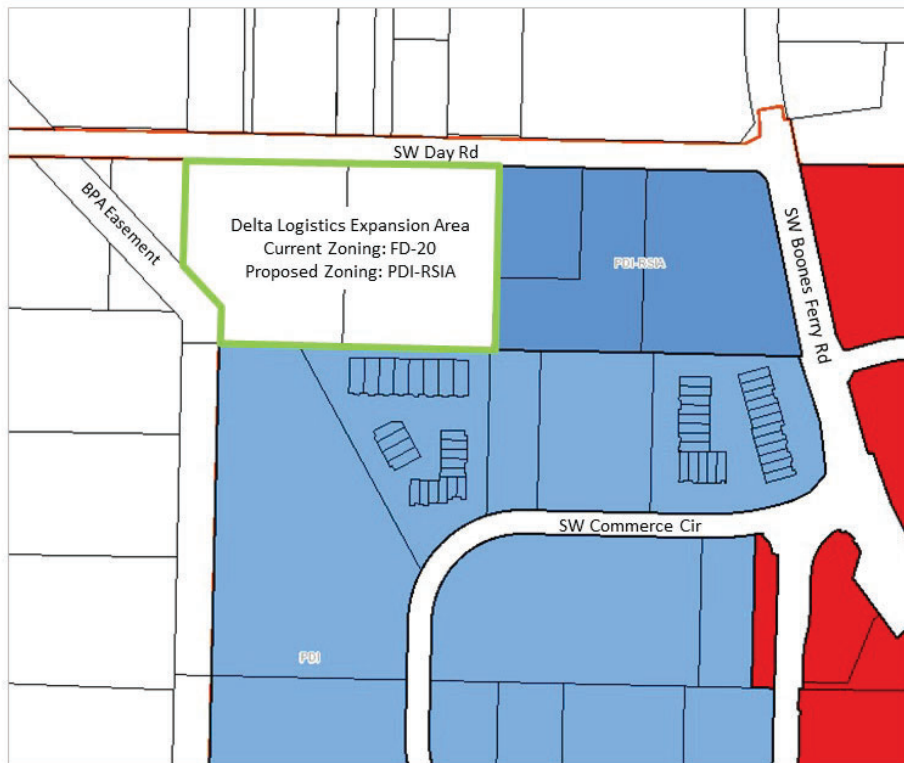 SW Day Rd
BPA Easement
Delta Logistics Expansion Area
Current Zoning: FD-20
Proposed Zoning: PDI-RSIA
PDI-RSIA
SW Boones Ferry Rd
SW Commerce Cir
PDI